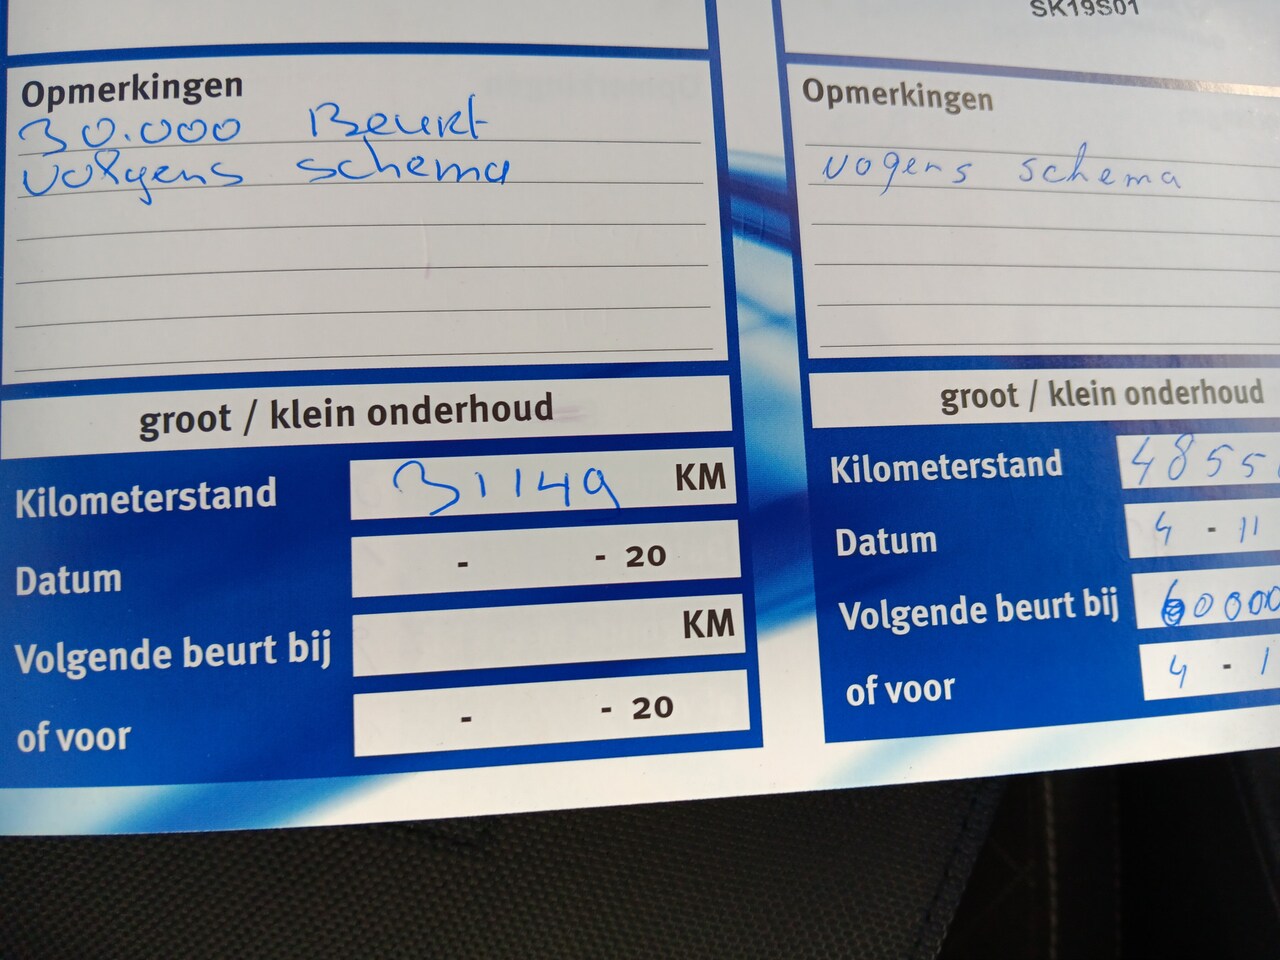 Opmerkingen
30.000 Beurt
volgens schema
groot / klein onderhoud
Kilometerstand 31149 KM
Datum - - 20
Volgende beurt bij KM
of voor - - 20
SK19S01
Opmerkingen
vogens schema
groot / klein onderhoud
Kilometerstand 4855
Datum 4 - 11
Volgende beurt bij 60000
of voor 4 - 1